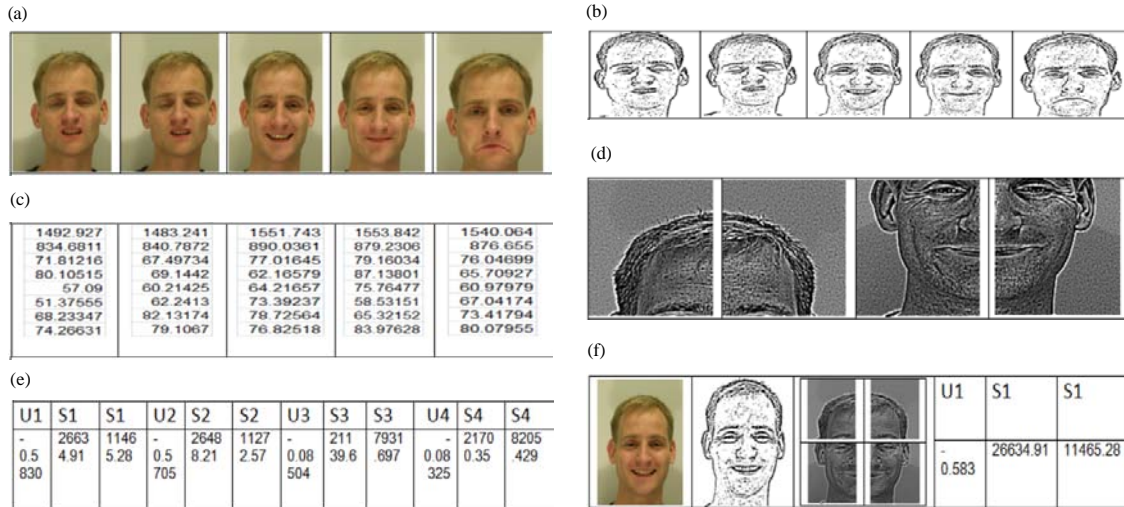 (a)
(b)
(c)
1492.927 1483.241 1551.743 1553.842 1540.064
834.6811 840.7872 890.0361 879.2306 876.655
71.81216 67.49734 77.01645 79.16034 76.04699
80.10515 69.1442 62.16579 87.13801 65.70927
57.09 60.21425 64.21657 75.76477 60.97979
51.37555 62.2413 73.39237 58.53151 67.04174
68.23347 82.13174 78.72564 65.32152 73.41794
74.26631 79.1067 76.82518 83.97628 80.07955
(d)
(e)
U1 S1 S1 U2 S2 S2 U3 S3 S3 U4 S4 S4
- 2663 1146 - 2648 1127 - 211 7931 - 2170 8205
0.5 4.91 5.28 0.5 8.21 2.57 0.08 39.6 .697 0.08 0.35 .429
830 705 504 325
(f)
U1 S1 S1
- 26634.91 11465.28
0.583